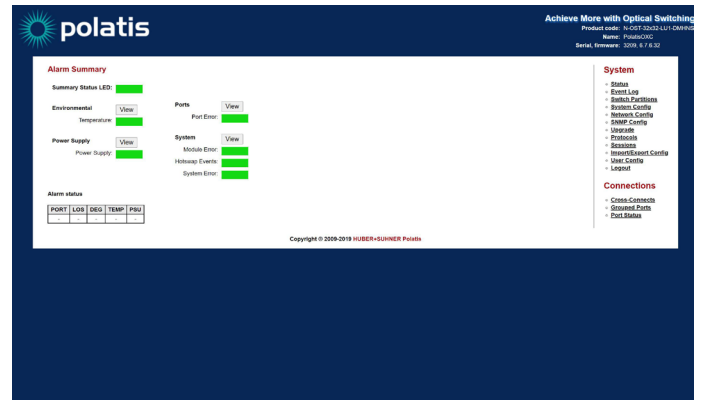 polatis
Achieve More with Optical Switching
Product code: N-OST-32x32-LU1-DMHNS
Name: PolatisOXC
Serial, firmware: 3209, 6.7.6.32
Alarm Summary
Summary Status LED:
Environmental View
Temperature:
Power Supply View
Power Supply:
Ports View
Port Error:
System View
Module Error:
Hotswap Events:
System Error:
Alarm status
PORT LOS DEG TEMP PSU
- - - - -
System
Status
Event Log
Switch Partitions
System Config
Network Config
SNMP Config
Upgrade
Protocols
Sessions
Import/Export Config
User Config
Logout
Connections
Cross-Connects
Grouped Ports
Port Status
Copyright © 2009-2019 HUBER+SUHNER Polatis